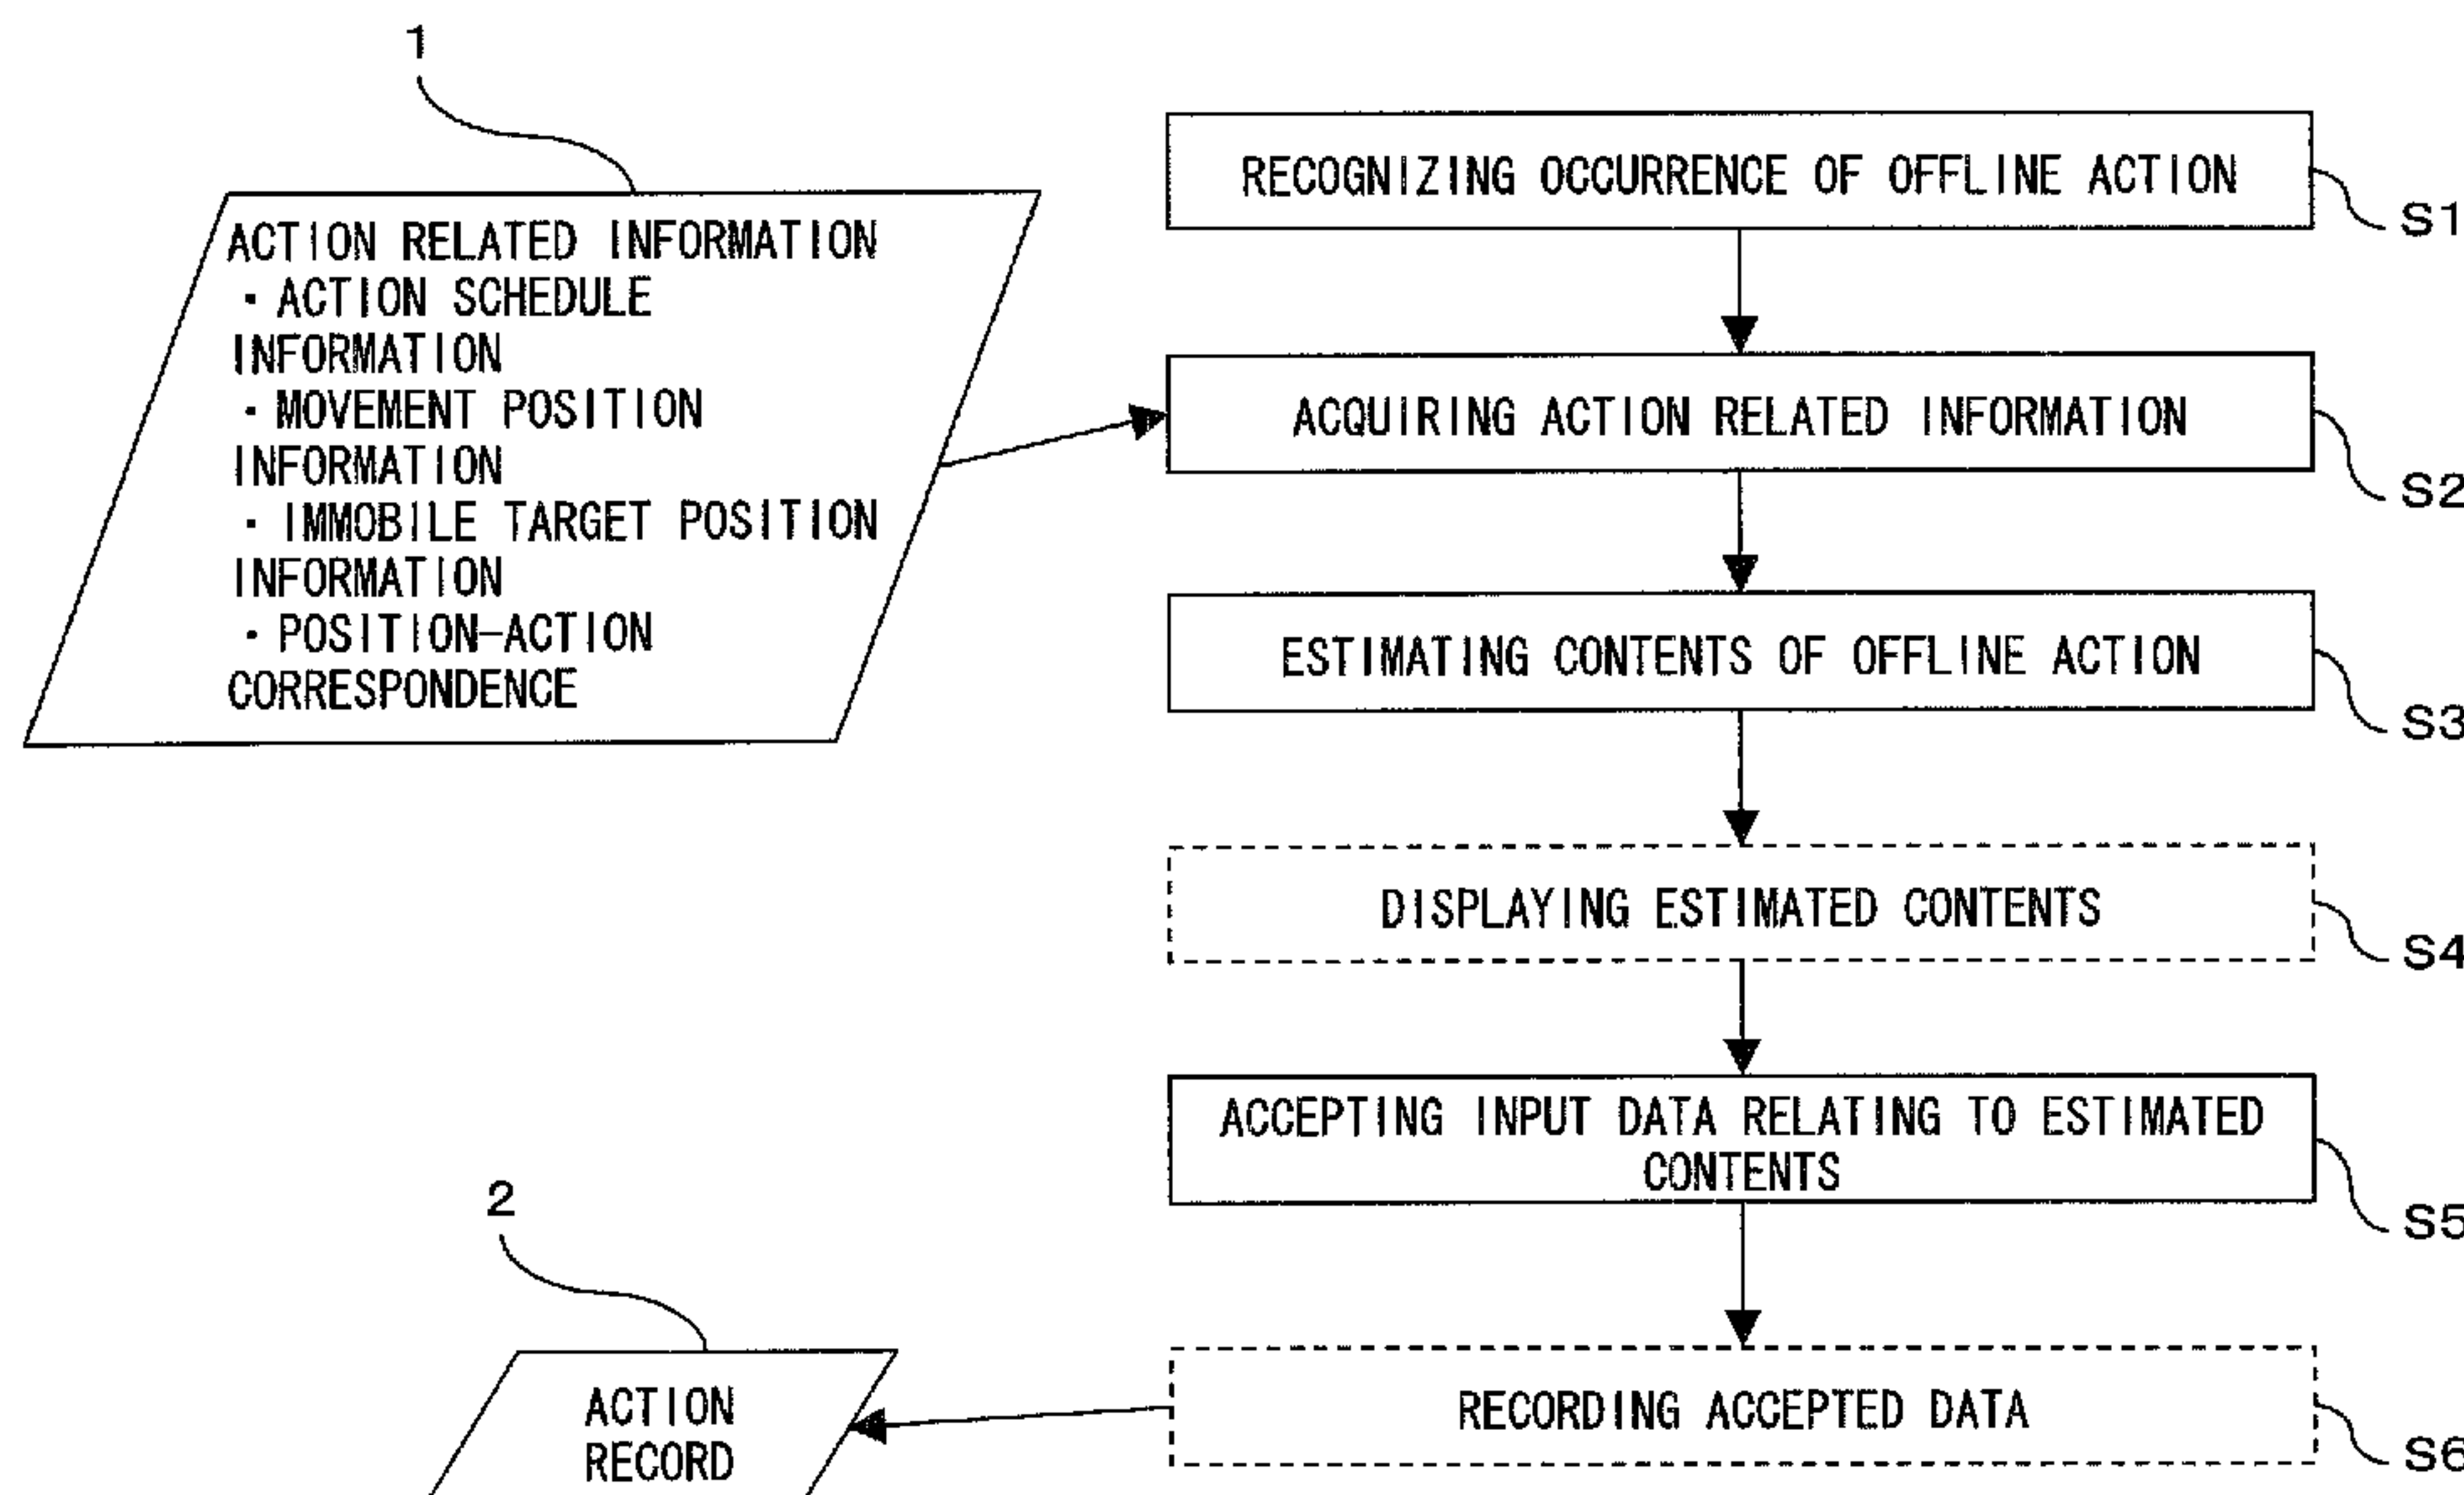 1
ACTION RELATED INFORMATION
・ACTION SCHEDULE
INFORMATION
・MOVEMENT POSITION
INFORMATION
・IMMOBILE TARGET POSITION
INFORMATION
・POSITION-ACTION
CORRESPONDENCE
RECOGNIZING OCCURRENCE OF OFFLINE ACTION
S1
ACQUIRING ACTION RELATED INFORMATION
S2
ESTIMATING CONTENTS OF OFFLINE ACTION
S3
DISPLAYING ESTIMATED CONTENTS
S4
ACCEPTING INPUT DATA RELATING TO ESTIMATED
CONTENTS
S5
2
ACTION
RECORD
RECORDING ACCEPTED DATA
S6